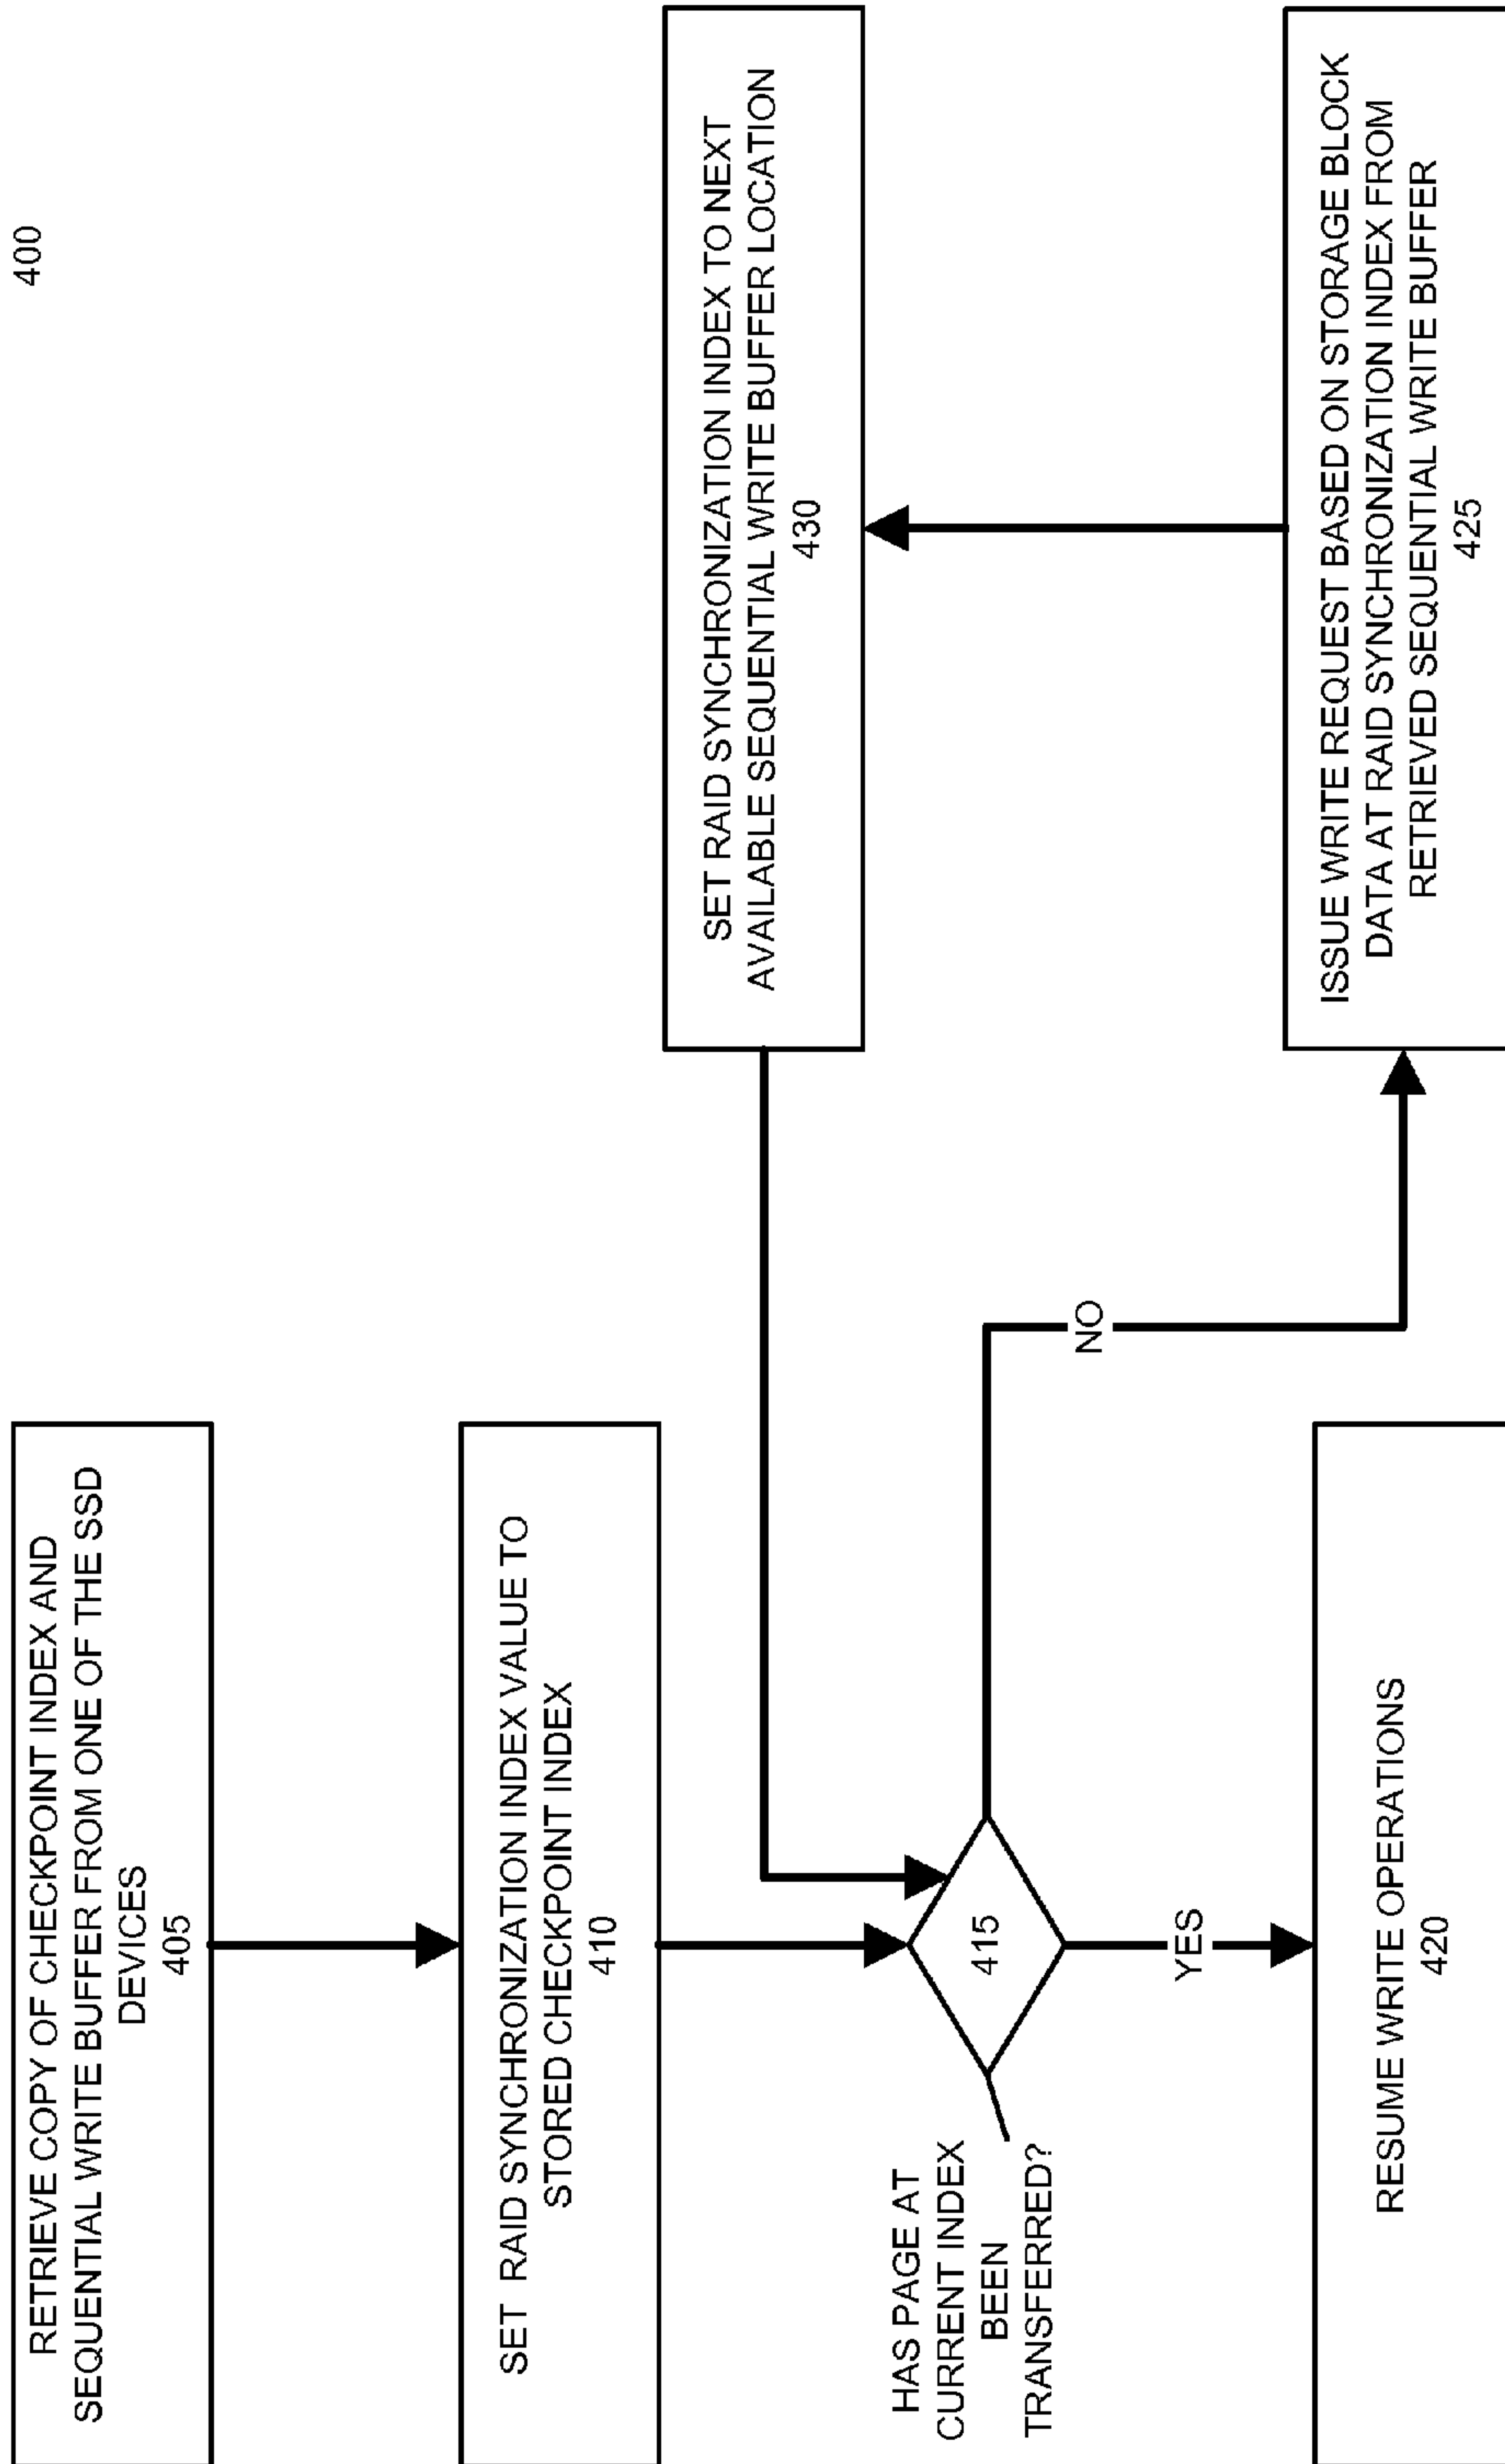 400
RETRIEVE COPY OF CHECKPOINT INDEX AND
SEQUENTIAL WRITE BUFFER FROM ONE OF THE SSD
DEVICES
405
SET RAID SYNCHRONIZATION INDEX VALUE TO
STORED CHECKPOINT INDEX
410
HAS PAGE AT
CURRENT INDEX
BEEN
TRANSFERRED?
415
YES
NO
RESUME WRITE OPERATIONS
420
SET RAID SYNCHRONIZATION INDEX TO NEXT
AVAILABLE SEQUENTIAL WRITE BUFFER LOCATION
430
ISSUE WRITE REQUEST BASED ON STORAGE BLOCK
DATA AT RAID SYNCHRONIZATION INDEX FROM
RETRIEVED SEQUENTIAL WRITE BUFFER
425